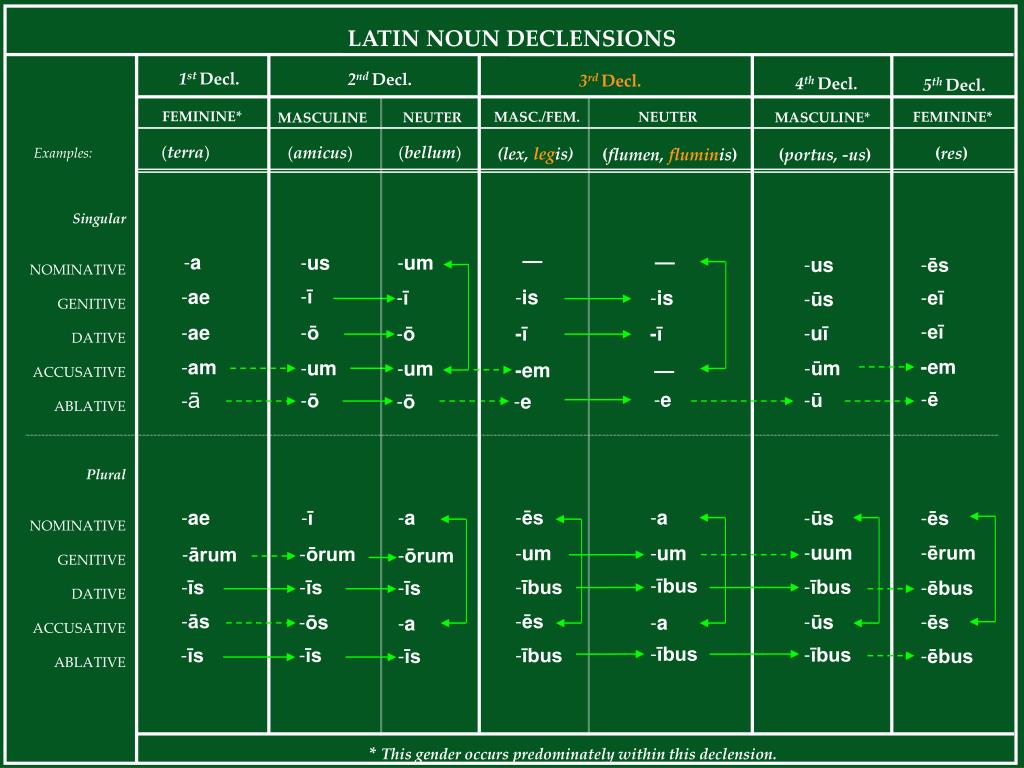 LATIN NOUN DECLENSIONS
1st Decl. 2nd Decl. 3rd Decl. 4th Decl. 5th Decl.
FEMININE* MASCULINE NEUTER MASC./FEM. NEUTER MASCULINE* FEMININE*
Examples: (terra) (amicus) (bellum) (lex, legis) (flumen, fluminis) (portus, -us) (res)
Singular
NOMINATIVE -a -us -um — — -us -ēs
GENITIVE -ae -ī -ī -is -is -ūs -eī
DATIVE -ae -ō -ō -ī -ī -uī -eī
ACCUSATIVE -am -um -um -em — -ūm -em
ABLATIVE -ā -ō -ō -e -e -ū -ē
Plural
NOMINATIVE -ae -ī -a -ēs -a -ūs -ēs
GENITIVE -ārum -ōrum -ōrum -um -um -uum -ērum
DATIVE -īs -īs -īs -ībus -ībus -ībus -ēbus
ACCUSATIVE -ās -ōs -a -ēs -a -ūs -ēs
ABLATIVE -īs -īs -īs -ībus -ībus -ībus -ēbus
* This gender occurs predominately within this declension.